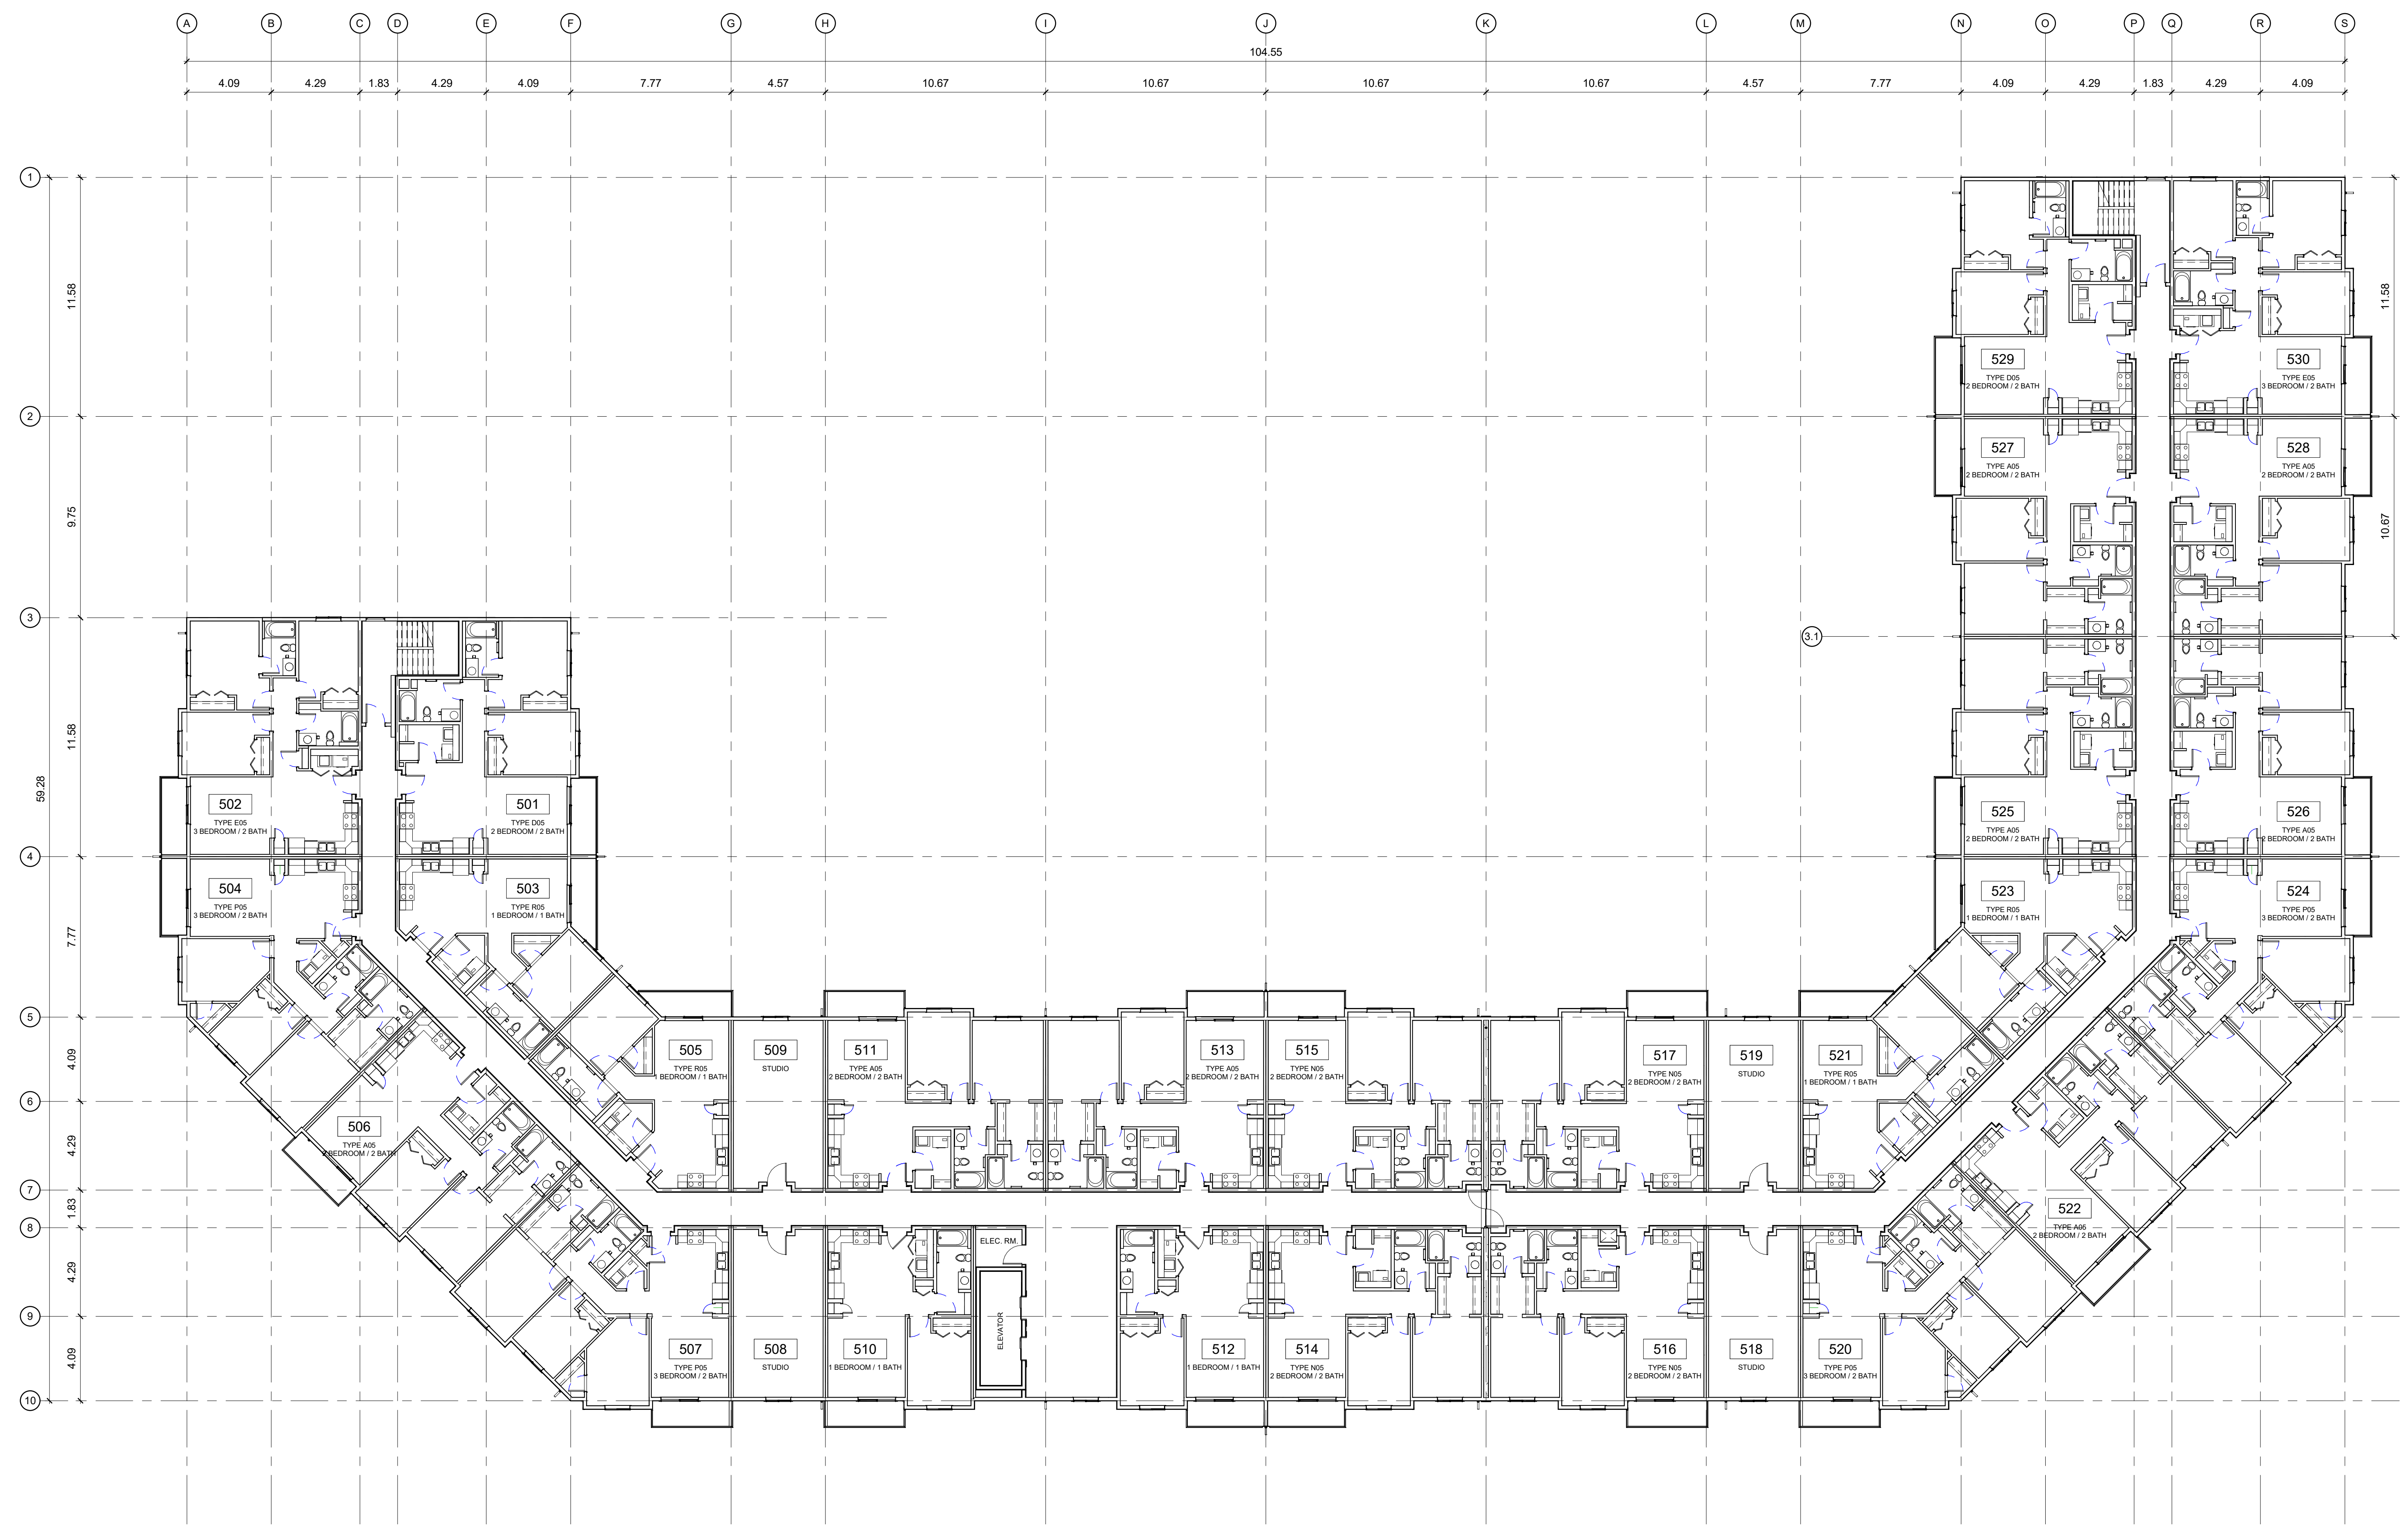 A B C D E F G H I J K L M N O P Q R S
104.55
4.09 4.29 1.83 4.29 4.09 7.77 4.57 10.67 10.67 10.67 10.67 4.57 7.77 4.09 4.29 1.83 4.29 4.09
1
11.58
11.58
529
TYPE D05
2 BEDROOM / 2 BATH
530
TYPE E05
3 BEDROOM / 2 BATH
2
527
TYPE A05
2 BEDROOM / 2 BATH
528
TYPE A05
2 BEDROOM / 2 BATH
9.75
10.67
3
3.1
11.58
59.28
502
TYPE E05
3 BEDROOM / 2 BATH
501
TYPE D05
2 BEDROOM / 2 BATH
525
TYPE A05
2 BEDROOM / 2 BATH
526
TYPE A05
2 BEDROOM / 2 BATH
4
504
TYPE P05
3 BEDROOM / 2 BATH
503
TYPE R05
1 BEDROOM / 1 BATH
523
TYPE R05
1 BEDROOM / 1 BATH
524
TYPE P05
3 BEDROOM / 2 BATH
7.77
5
4.09
505
TYPE R05
1 BEDROOM / 1 BATH
509
STUDIO
511
TYPE A05
2 BEDROOM / 2 BATH
513
TYPE A05
2 BEDROOM / 2 BATH
515
TYPE N05
2 BEDROOM / 2 BATH
517
TYPE N05
2 BEDROOM / 2 BATH
519
STUDIO
521
TYPE R05
1 BEDROOM / 1 BATH
6
506
TYPE A05
2 BEDROOM / 2 BATH
4.29
7
1.83
522
TYPE A05
2 BEDROOM / 2 BATH
8
ELEC. RM.
4.29
9
ELEVATOR
4.09
507
TYPE P05
3 BEDROOM / 2 BATH
508
STUDIO
510
1 BEDROOM / 1 BATH
512
1 BEDROOM / 1 BATH
514
TYPE N05
2 BEDROOM / 2 BATH
516
TYPE N05
2 BEDROOM / 2 BATH
518
STUDIO
520
TYPE P05
3 BEDROOM / 2 BATH
10